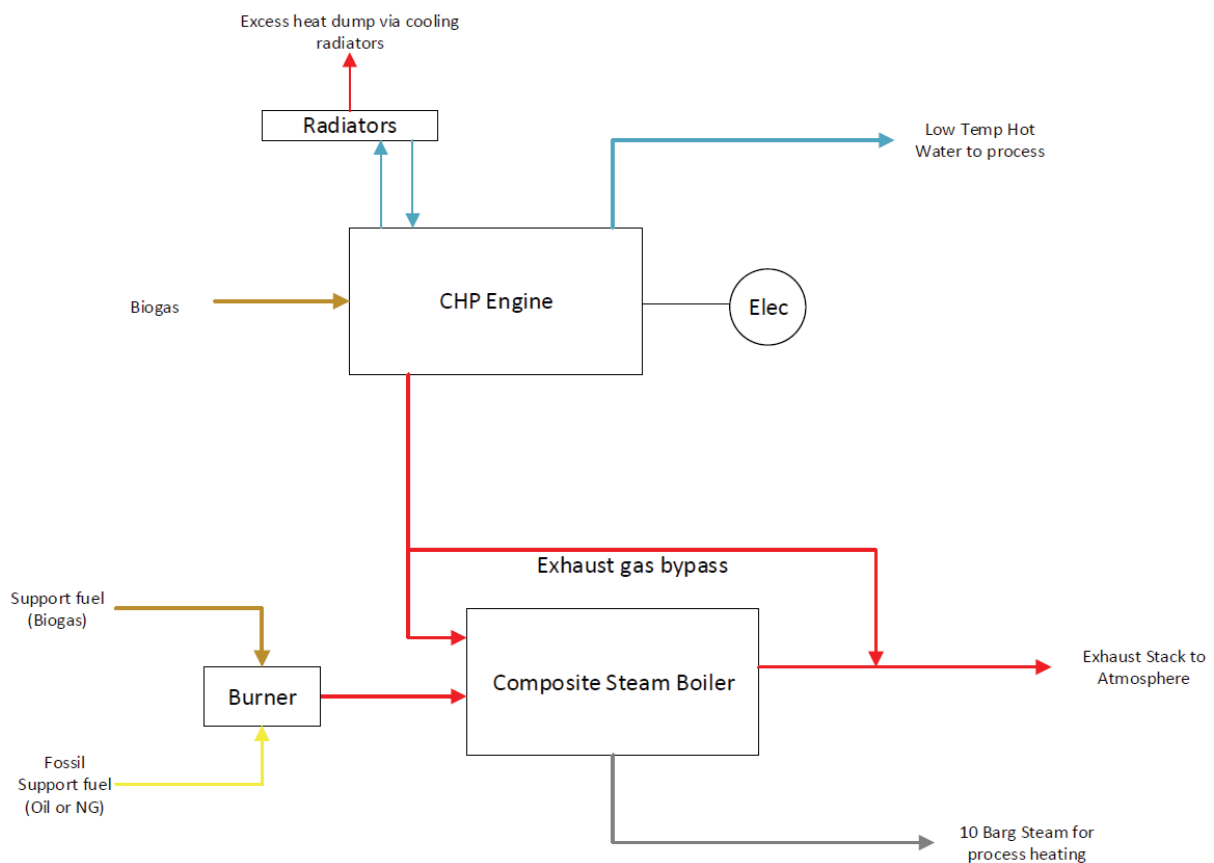 Excess heat dump via cooling
radiators
Radiators
Low Temp Hot
Water to process
Biogas
CHP Engine
Elec
Exhaust gas bypass
Support fuel
(Biogas)
Burner
Composite Steam Boiler
Exhaust Stack to
Atmosphere
Fossil
Support fuel
(Oil or NG)
10 Barg Steam for
process heating